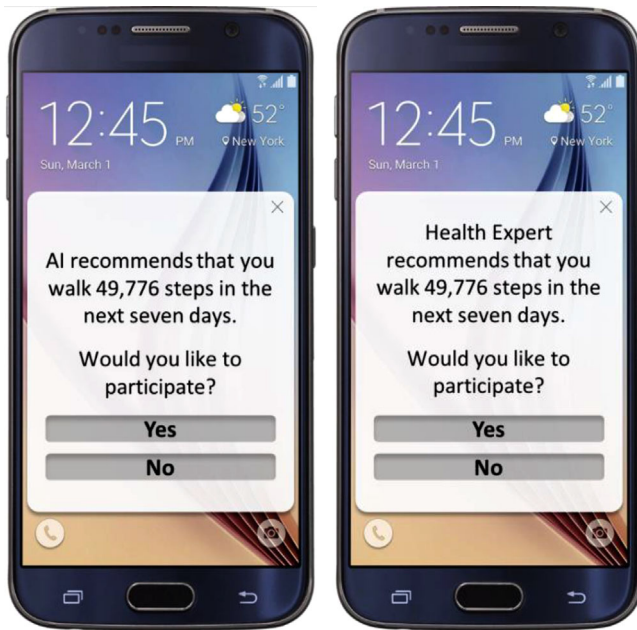 12:45 PM
52°
New York
Sun, March 1
AI recommends that you
walk 49,776 steps in the
next seven days.
Would you like to
participate?
Yes
No
12:45 PM
52°
New York
Sun, March 1
Health Expert
recommends that you
walk 49,776 steps in the
next seven days.
Would you like to
participate?
Yes
No